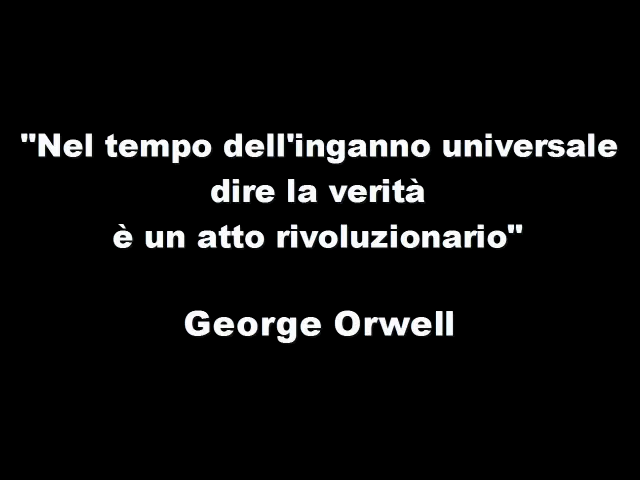 "Nel tempo dell'inganno universale
dire la verità
è un atto rivoluzionario"
George Orwell